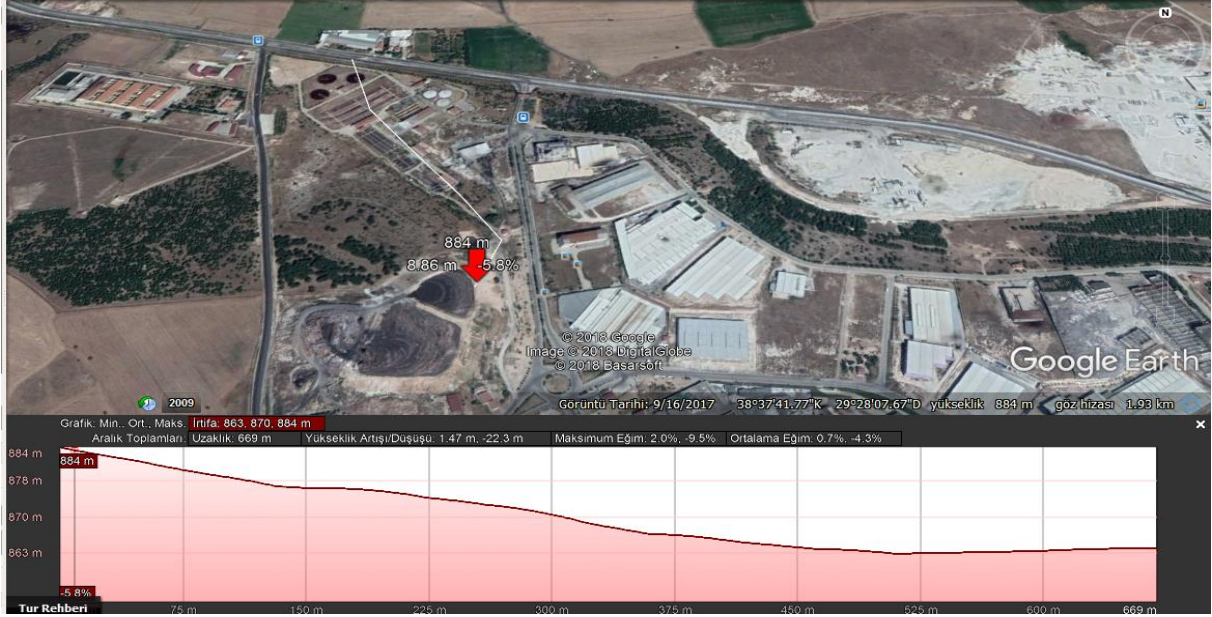 N
884 m
8.86 m -5.8%
© 2018 Google
Image © 2018 DigitalGlobe
© 2018 Basarsoft
Google Earth
2009
Görüntü Tarihi: 9/16/2017 38°37'41.77"K 29°28'07.67"D yükseklik 884 m göz hizası 1.93 km
Grafik: Min., Ort., Maks. İrtifa: 863, 870, 884 m
Aralık Toplamları: Uzaklık: 669 m Yükseklik Artışı/Düşüşü: 1.47 m, -22.3 m Maksimum Eğim: 2.0%, -9.5% Ortalama Eğim: 0.7%, -4.3%
884 m
884 m
878 m
870 m
863 m
-5.8%
Tur Rehberi
75 m 150 m 225 m 300 m 375 m 450 m 525 m 600 m 669 m